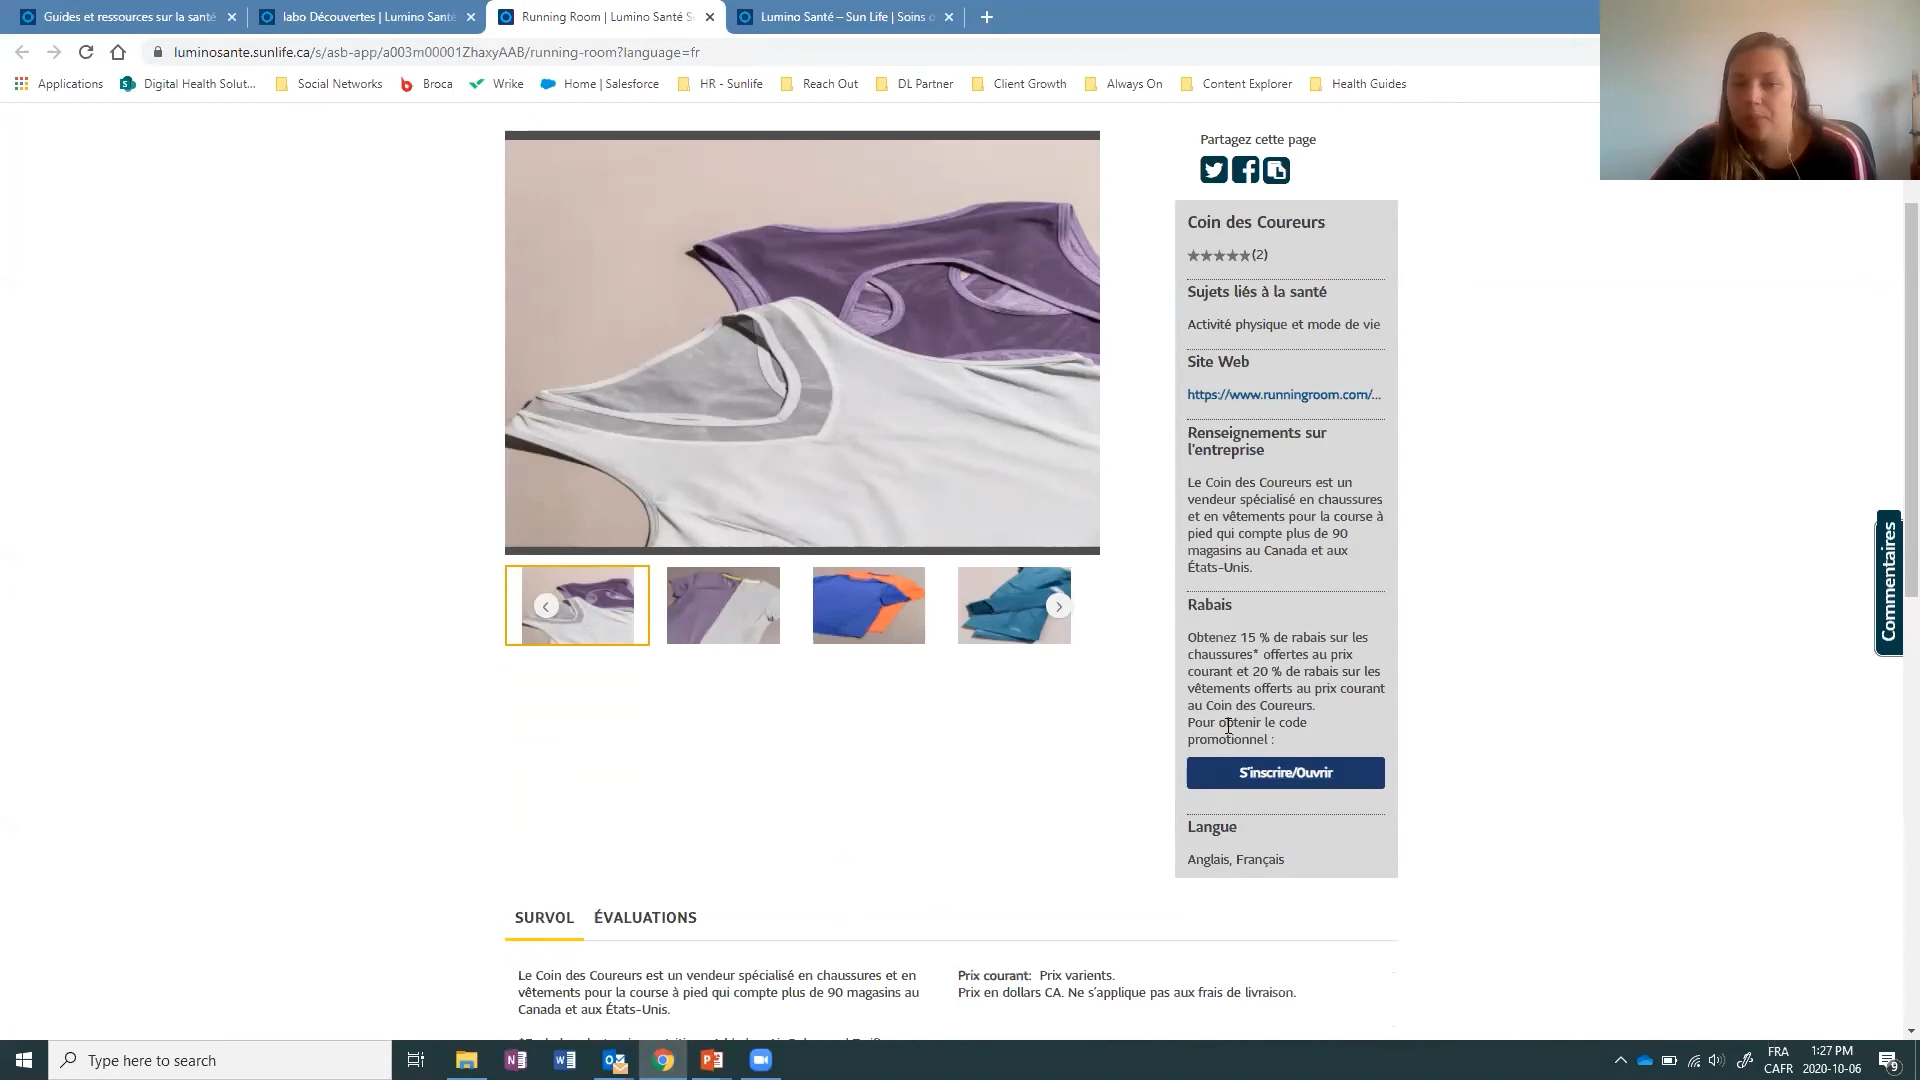 Guides et ressources sur la santé
labo Découvertes | Lumino Santé
Running Room | Lumino Santé S
Lumino Santé – Sun Life | Soins
luminosante.sunlife.ca/s/asb-app/a003m00001ZhaxyAAB/running-room?language=fr
Applications
Digital Health Solut...
Social Networks
Broca
Wrike
Home | Salesforce
HR - Sunlife
Reach Out
DL Partner
Client Growth
Always On
Content Explorer
Health Guides
Partagez cette page
Coin des Coureurs
(2)
Sujets liés à la santé
Activité physique et mode de vie
Site Web
https://www.runningroom.com/...
Renseignements sur
l'entreprise
Le Coin des Coureurs est un
vendeur spécialisé en chaussures
et en vêtements pour la course à
pied qui compte plus de 90
magasins au Canada et aux
États-Unis.
Rabais
Obtenez 15 % de rabais sur les
chaussures* offertes au prix
courant et 20 % de rabais sur les
vêtements offerts au prix courant
au Coin des Coureurs.
Pour obtenir le code
promotionnel :
S'inscrire/Ouvrir
Langue
Anglais, Français
Commentaires
SURVOL
ÉVALUATIONS
Le Coin des Coureurs est un vendeur spécialisé en chaussures et en
vêtements pour la course à pied qui compte plus de 90 magasins au
Canada et aux États-Unis.
Prix courant: Prix varients.
Prix en dollars CA. Ne s'applique pas aux frais de livraison.
Type here to search
FRA
CAFR
1:27 PM
2020-10-06
9